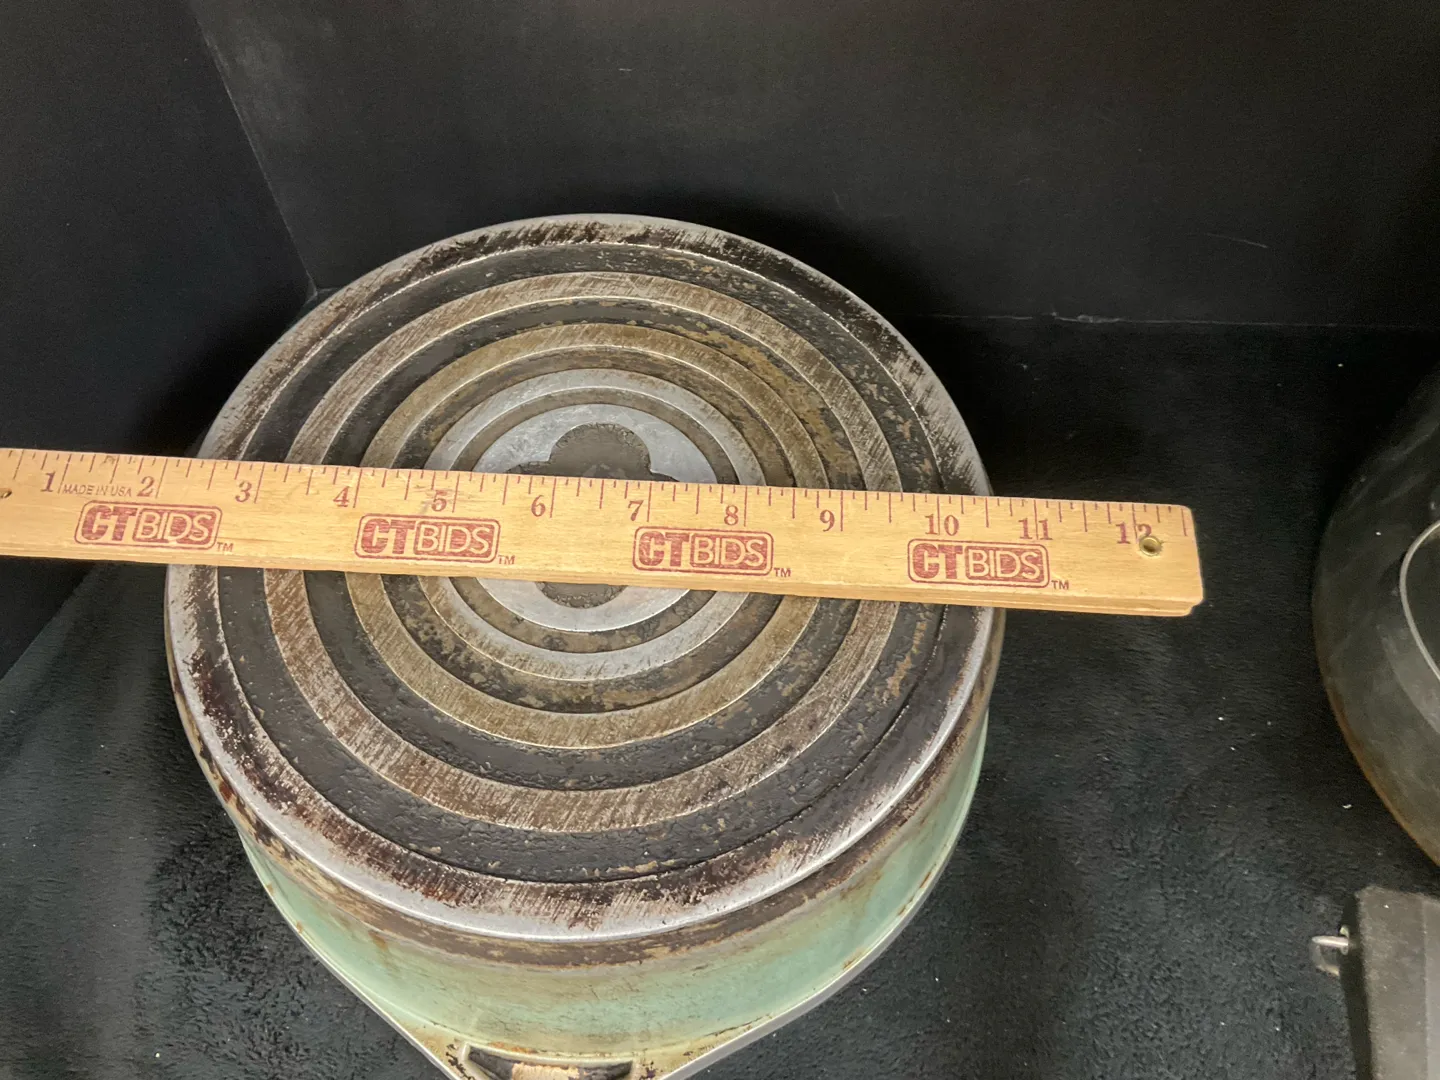 1 2 3 4 5 6 7 8 9 10 11 12
MADE IN USA
CTBIDS™ CTBIDS™ CTBIDS™ CTBIDS™